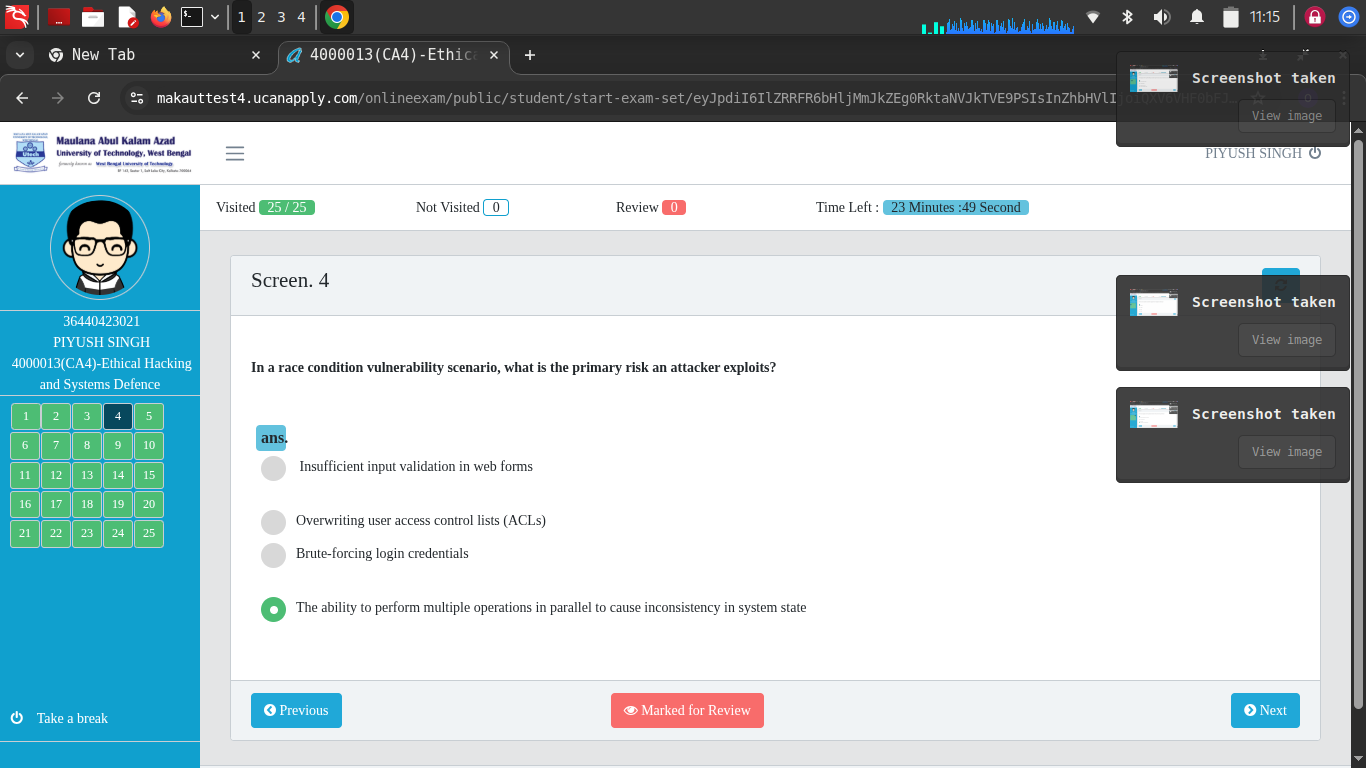 1 2 3 4
11:15
New Tab
4000013(CA4)-Ethic
makauttest4.ucanapply.com/onlineexam/public/student/start-exam-set/
Screenshot taken
View image
Maulana Abul Kalam Azad
University of Technology, West Bengal
Utech
PIYUSH SINGH
Visited 25 / 25
Not Visited 0
Review 0
Time Left : 23 Minutes :49 Second
36440423021
PIYUSH SINGH
4000013(CA4)-Ethical Hacking
and Systems Defence
1 2 3 4 5
6 7 8 9 10
11 12 13 14 15
16 17 18 19 20
21 22 23 24 25
Take a break
Screen. 4
Screenshot taken
View image
In a race condition vulnerability scenario, what is the primary risk an attacker exploits?
Screenshot taken
View image
ans.
Insufficient input validation in web forms
Overwriting user access control lists (ACLs)
Brute-forcing login credentials
The ability to perform multiple operations in parallel to cause inconsistency in system state
Previous
Marked for Review
Next